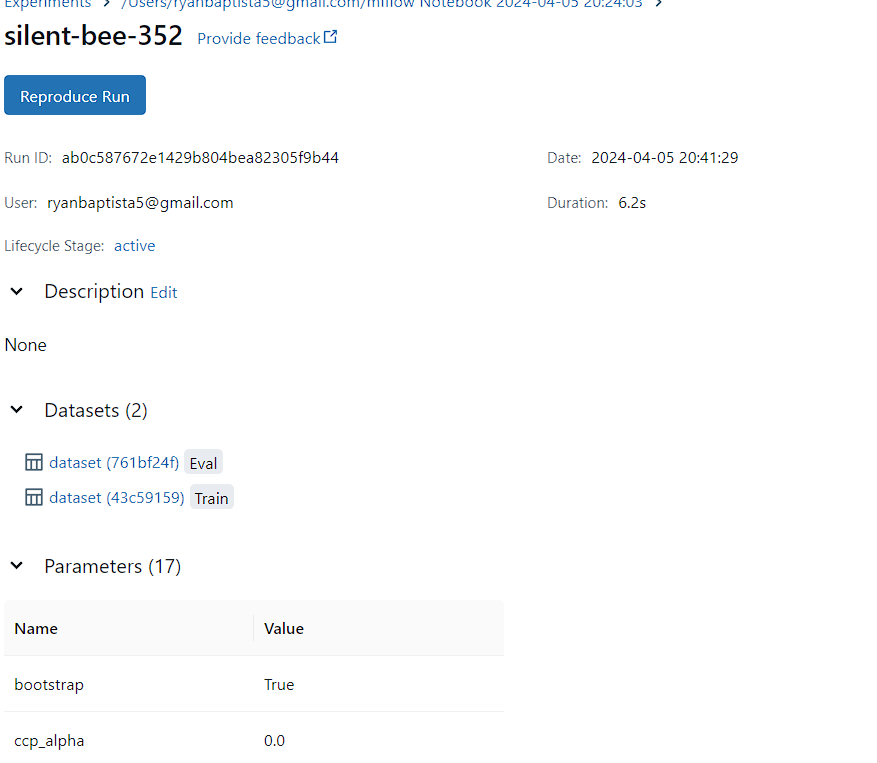 Experiments > /Users/ryanbaptista5@gmail.com/mlflow Notebook 2024-04-05 20:24:03 >
silent-bee-352 Provide feedback
Reproduce Run
Run ID: ab0c587672e1429b804bea82305f9b44 Date: 2024-04-05 20:41:29
User: ryanbaptista5@gmail.com Duration: 6.2s
Lifecycle Stage: active
Description Edit
None
Datasets (2)
dataset (761bf24f) Eval
dataset (43c59159) Train
Parameters (17)
Name Value
bootstrap True
ccp_alpha 0.0